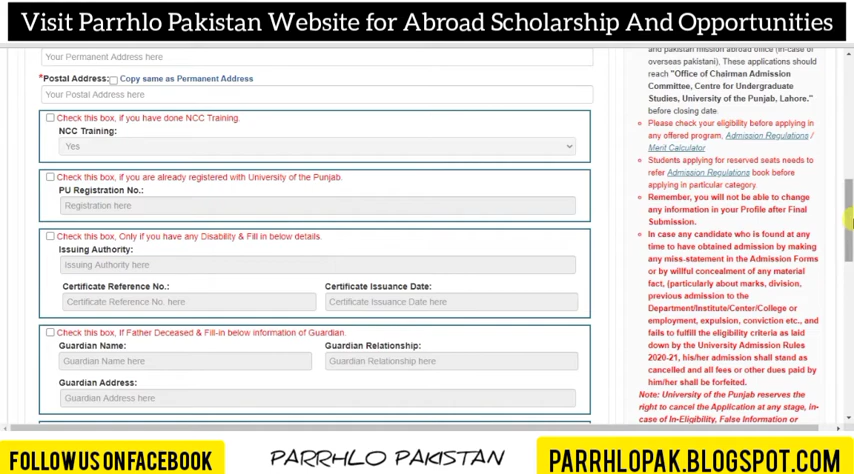 Visit Parrhlo Pakistan Website for Abroad Scholarship And Opportunities
Your Permanent Address here
*Postal Address: Copy same as Permanent Address
Your Postal Address here
Check this box, if you have done NCC Training.
NCC Training:
Yes
Check this box, if you are already registered with University of the Punjab.
PU Registration No.:
Registration here
Check this box, Only if you have any Disability & Fill in below details.
Issuing Authority:
Issuing Authority here
Certificate Reference No.: Certificate Issuance Date:
Certificate Reference No. here Certificate Issuance Date here
Check this box, If Father Deceased & Fill-in below information of Guardian.
Guardian Name: Guardian Relationship:
Guardian Name here Guardian Relationship here
Guardian Address:
Guardian Address here
and pakistan mission abroad office (in-case of
overseas pakistani), These applications should
reach "Office of Chairman Admission
Committee, Centre for Undergraduate
Studies, University of the Punjab, Lahore."
before closing date.
Please check your eligibility before applying in
any offered program, Admission Regulations /
Merit Calculator
Students applying for reserved seats needs to
refer Admission Regulations book before
applying in particular category.
Remember, you will not be able to change
any information in your Profile after Final
Submission.
In case any candidate who is found at any
time to have obtained admission by making
any miss-statement in the Admission Forms
or by willful concealment of any material
fact, (particularly about marks, division,
previous admission to the
Department/Institute/Center/College or
employment, expulsion, conviction etc., and
fails to fulfill the eligibility criteria as laid
down by the University Admission Rules
2020-21, his/her admission shall stand as
cancelled and all fees or other dues paid by
him/her shall be forfeited.
Note: University of the Punjab reserves the
right to cancel the Application at any stage, in-
case of In-Eligibility, False Information or
FOLLOW US ON FACEBOOK
PARRHLO PAKISTAN
PARRHLOPAK.BLOGSPOT.COM